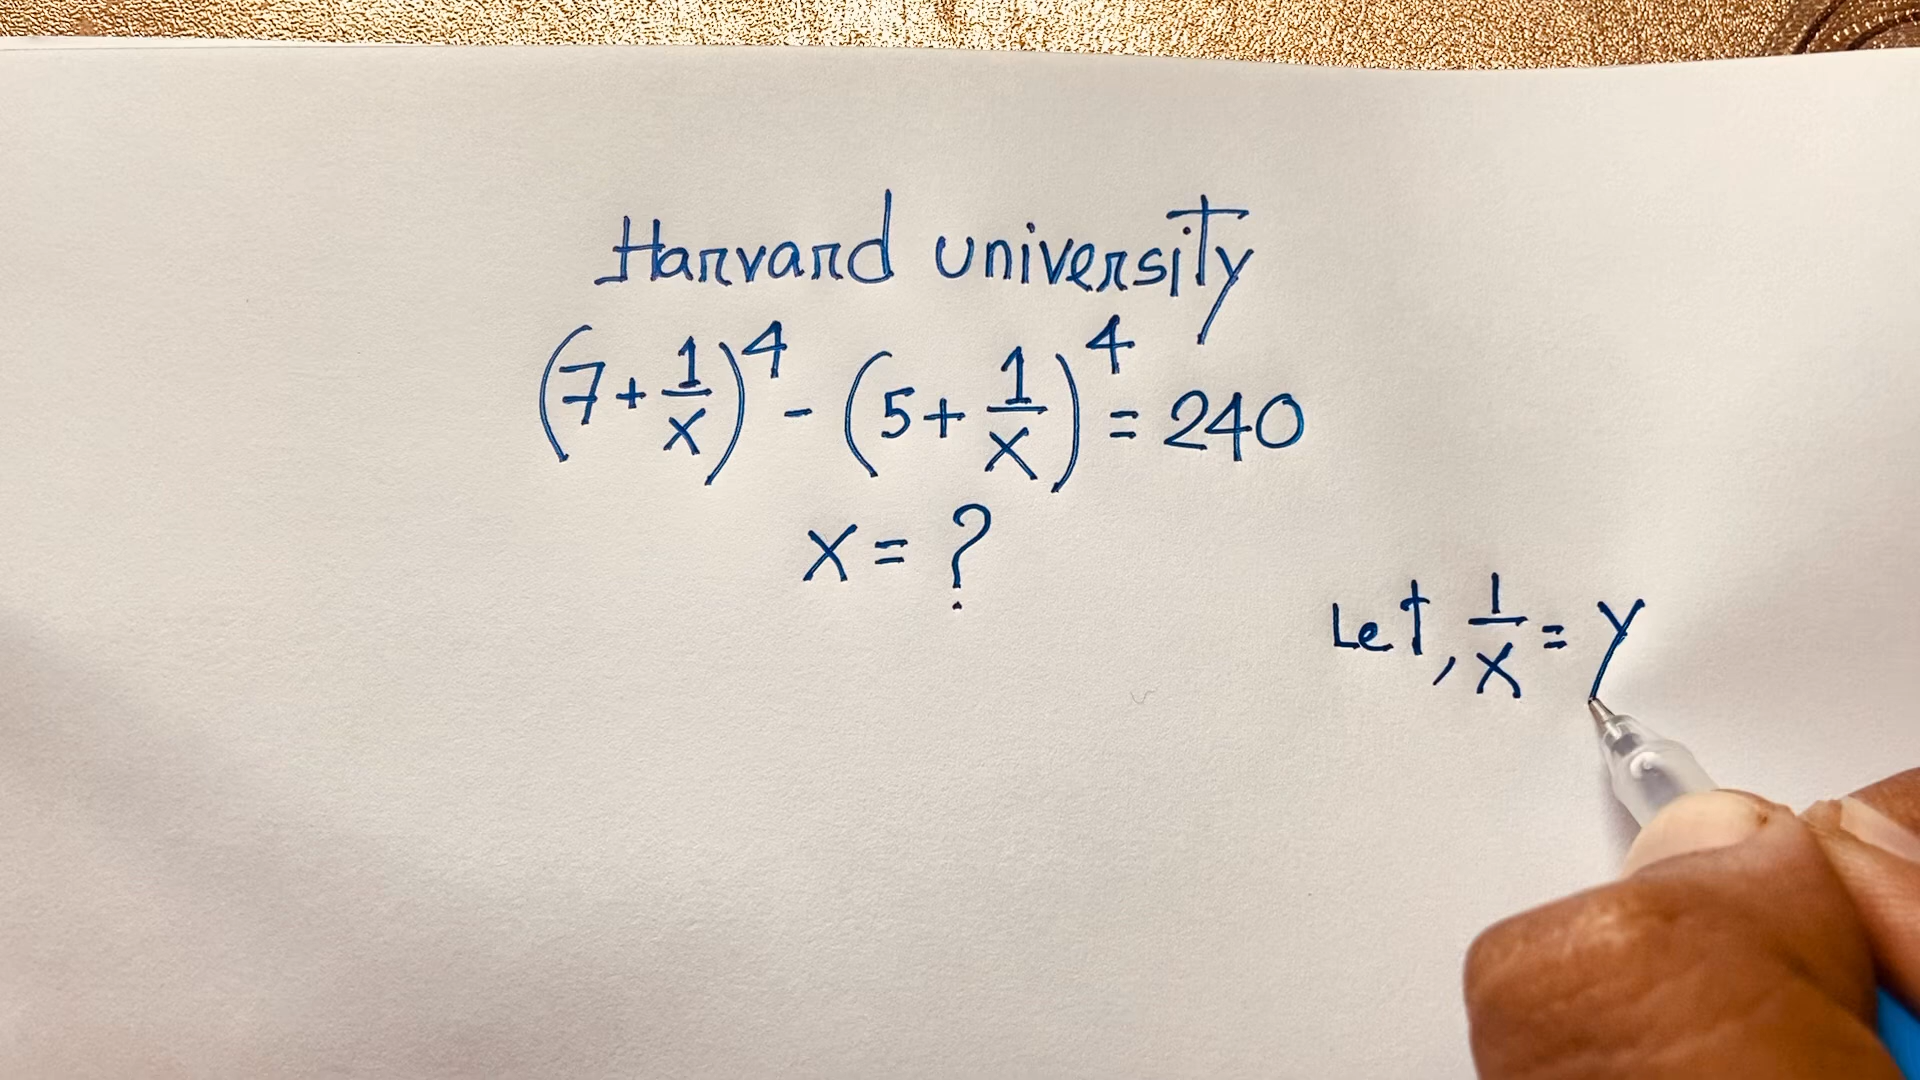 Harvard university
(7+1/x)^4 - (5+1/x)^4 = 240
x = ?
Let, 1/x = y